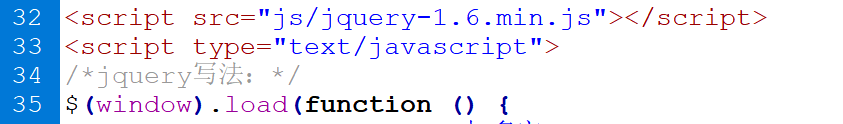 32 <script src="js/jquery-1.6.min.js"></script>
33 <script type="text/javascript">
34 /*jquery写法：*/
35 $(window).load(function () {